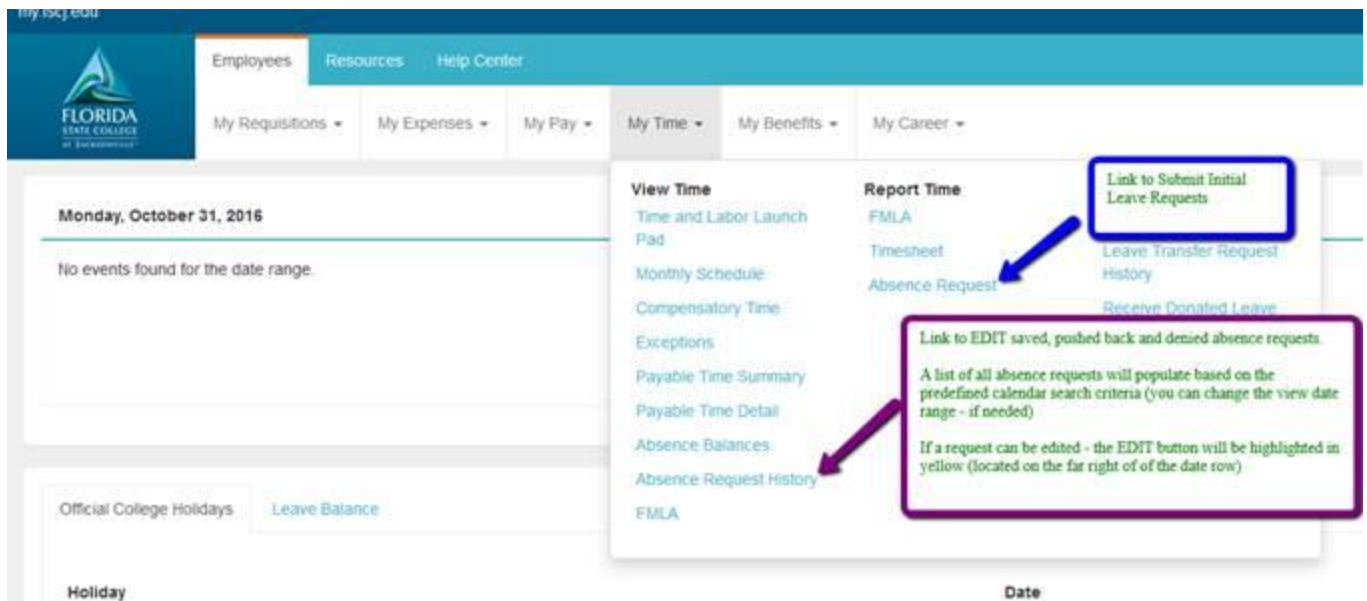 my.fscj.edu
Employees
Resources
Help Center
FLORIDA
STATE COLLEGE
AT JACKSONVILLE
My Requisitions
My Expenses
My Pay
My Time
My Benefits
My Career
Monday, October 31, 2016
No events found for the date range.
View Time
Time and Labor Launch
Pad
Monthly Schedule
Compensatory Time
Exceptions
Payable Time Summary
Payable Time Detail
Absence Balances
Absence Request History
FMLA
Report Time
FMLA
Timesheet
Absence Request
Link to Submit Initial
Leave Requests
Leave Transfer Request
History
Receive Donated Leave
Link to EDIT saved, pushed back and denied absence requests.
A list of all absence requests will populate based on the
predefined calendar search criteria (you can change the view date
range - if needed)
If a request can be edited - the EDIT button will be highlighted in
yellow (located on the far right of of the date row)
Official College Holidays
Leave Balance
Holiday
Date